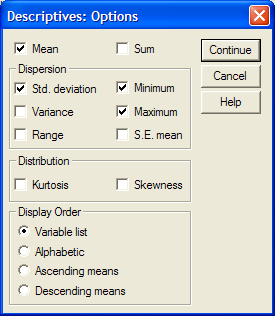 Descriptives: Options
Mean Sum Continue
Dispersion Cancel
Std. deviation Minimum
Variance Maximum Help
Range S.E. mean
Distribution
Kurtosis Skewness
Display Order
Variable list
Alphabetic
Ascending means
Descending means